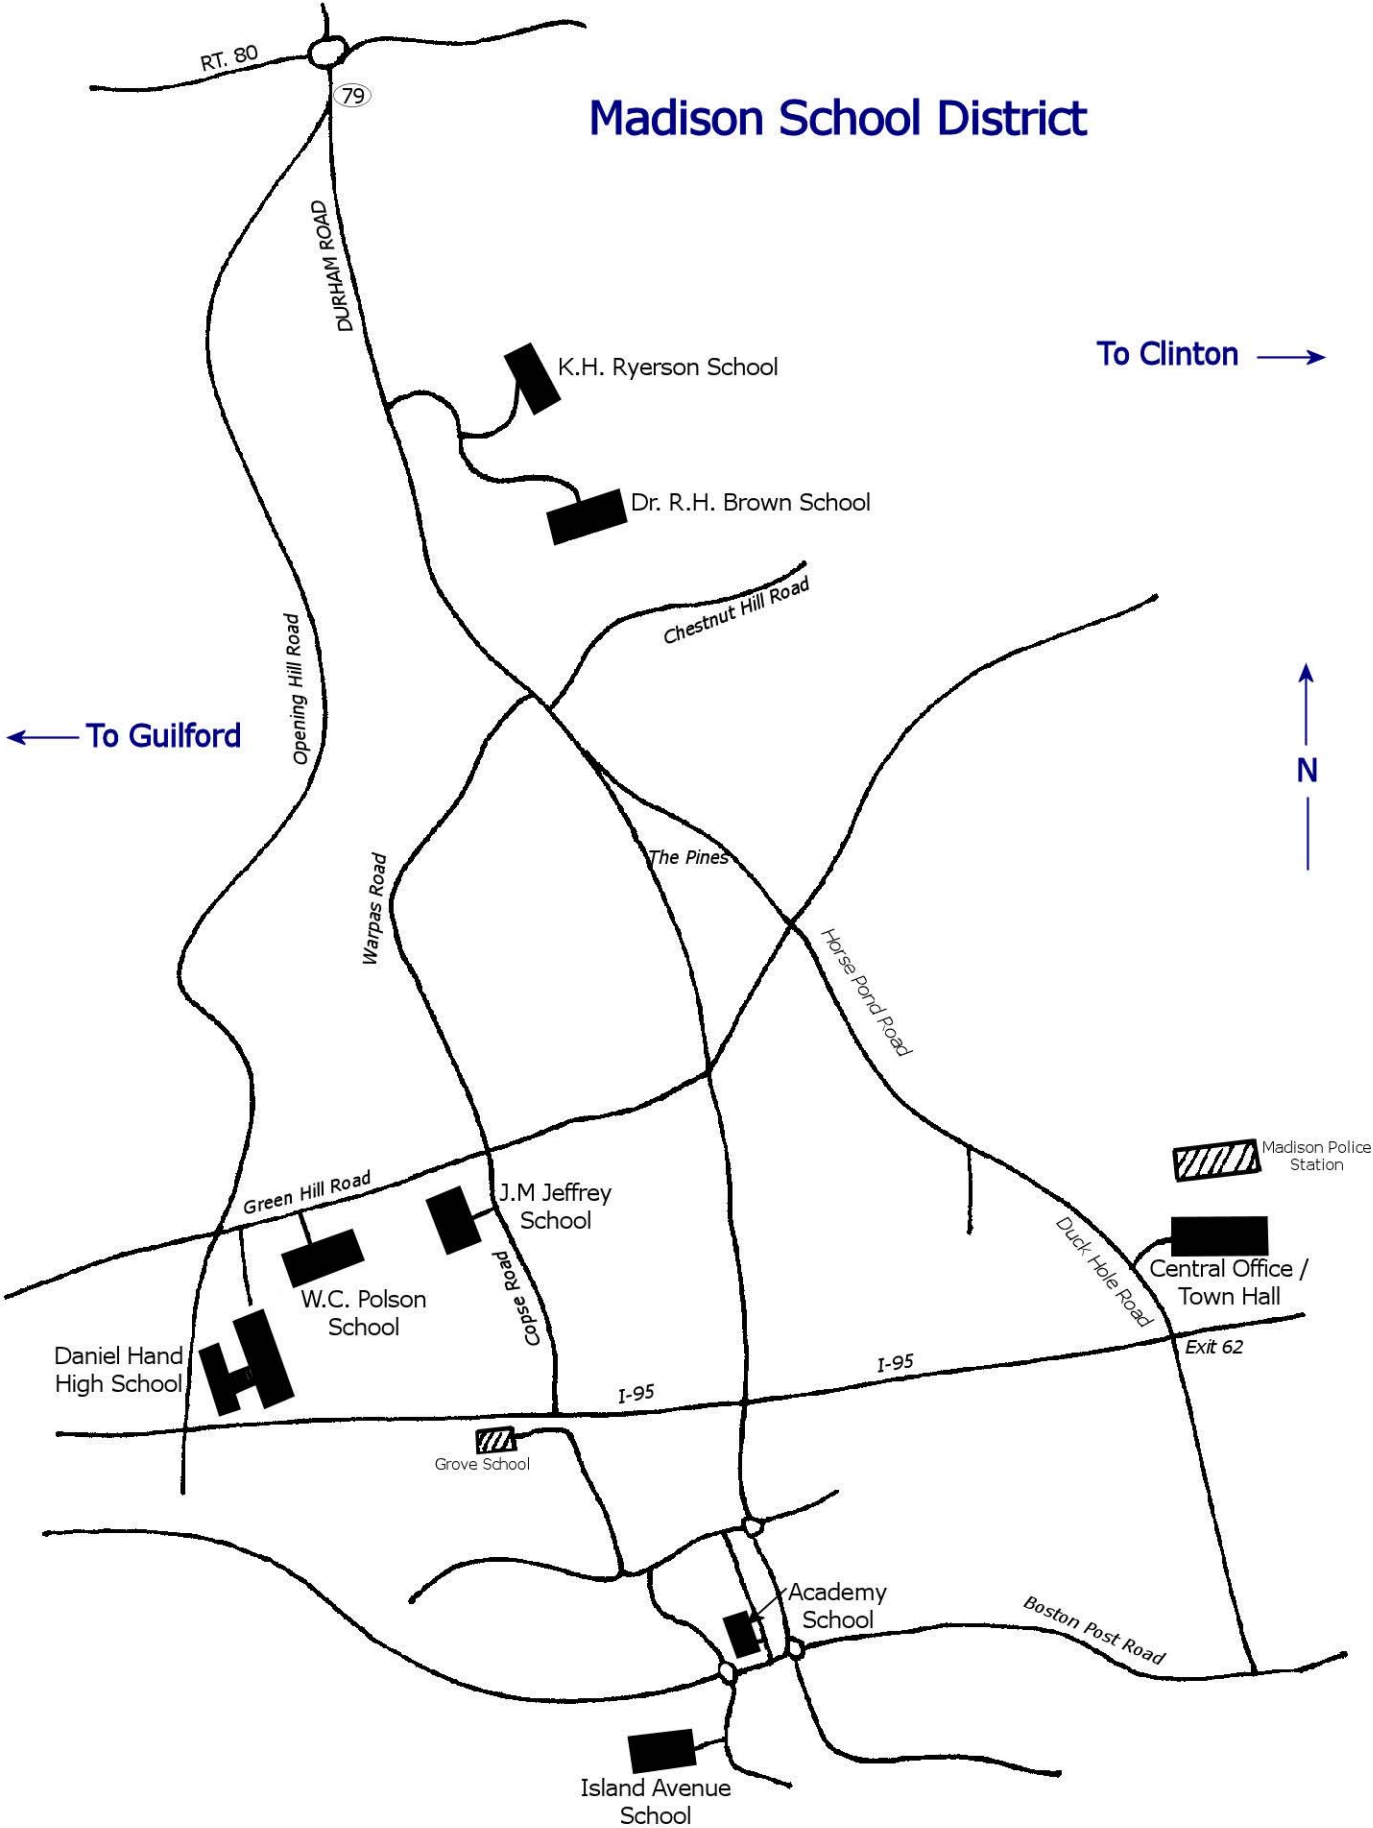 RT. 80
79
Madison School District
DURHAM ROAD
To Clinton
K.H. Ryerson School
Dr. R.H. Brown School
Chestnut Hill Road
Opening Hill Road
To Guilford
N
The Pines
Warpas Road
Horse Pond Road
Madison Police
Station
Green Hill Road
J.M Jeffrey
School
Duck Hole Road
Central Office /
Town Hall
Copse Road
W.C. Polson
School
Exit 62
Daniel Hand
High School
I-95
I-95
Grove School
Academy
School
Boston Post Road
Island Avenue
School